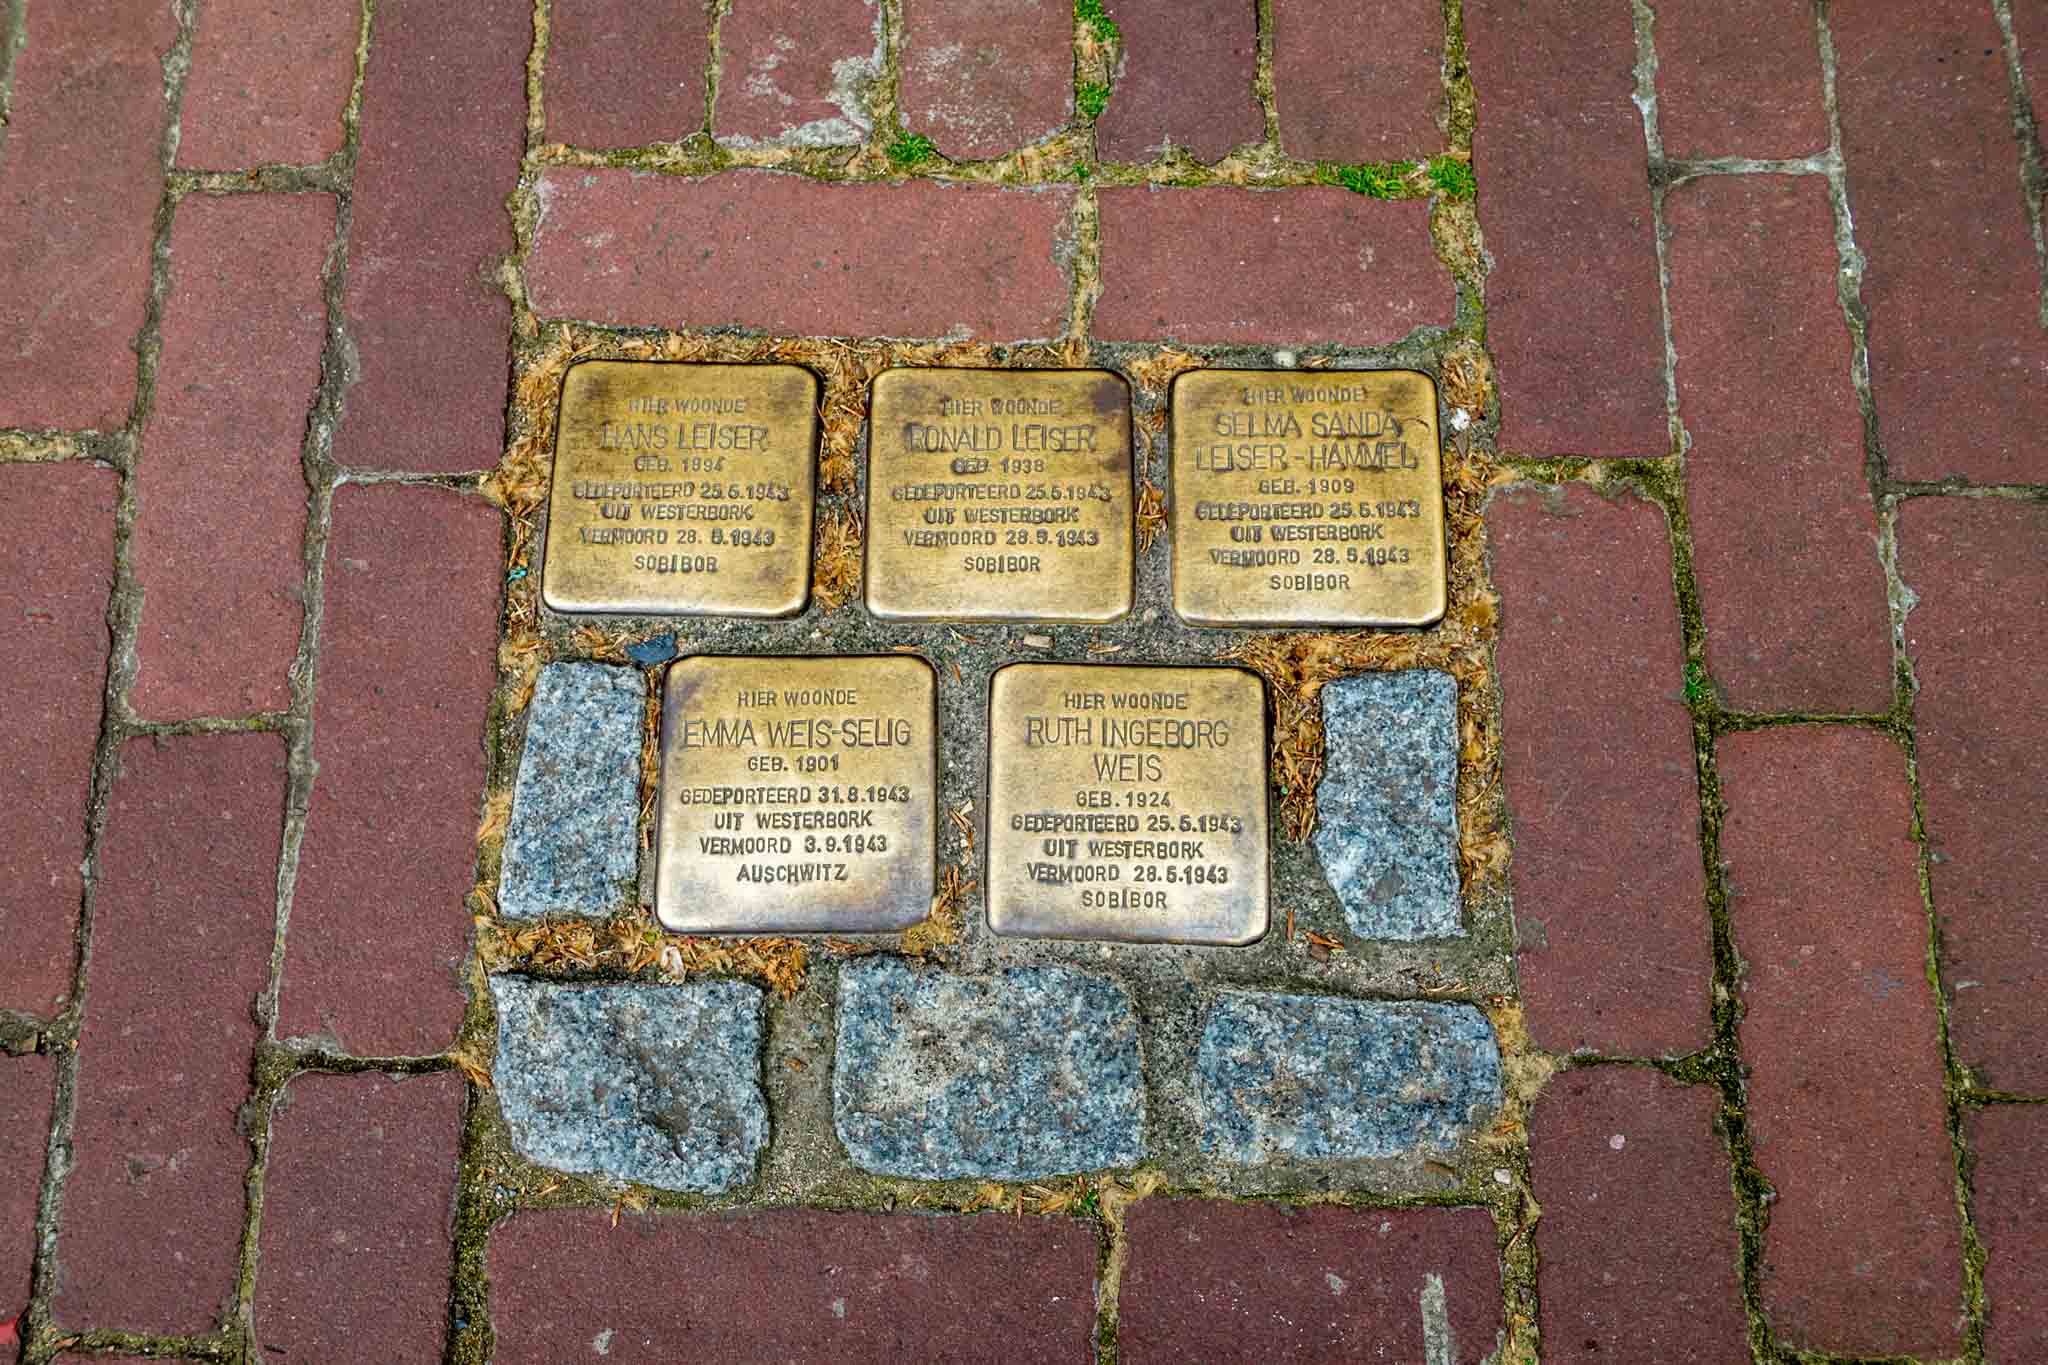 HIER WOONDE
HANS LEISER
GEB.
GEDEPORTEERD 25.5.1943
UIT WESTERBORK
VERMOORD 28.5.1943
SOBIBOR
HIER WOONDE
RONALD LEISER
GEB. 1938
GEDEPORTEERD 25.5.1943
UIT WESTERBORK
VERMOORD 28.5.1943
SOBIBOR
HIER WOONDE
SELMA SANDA
LEISER-HAMMEL
GEB. 1909
GEDEPORTEERD 25.5.1943
UIT WESTERBORK
VERMOORD 28.5.1943
SOBIBOR
HIER WOONDE
EMMA WEIS-SELIG
GEB. 1901
GEDEPORTEERD 31.8.1943
UIT WESTERBORK
VERMOORD 3.9.1943
AUSCHWITZ
HIER WOONDE
RUTH INGEBORG
WEIS
GEB. 1924
GEDEPORTEERD 25.5.1943
UIT WESTERBORK
VERMOORD 28.5.1943
SOBIBOR